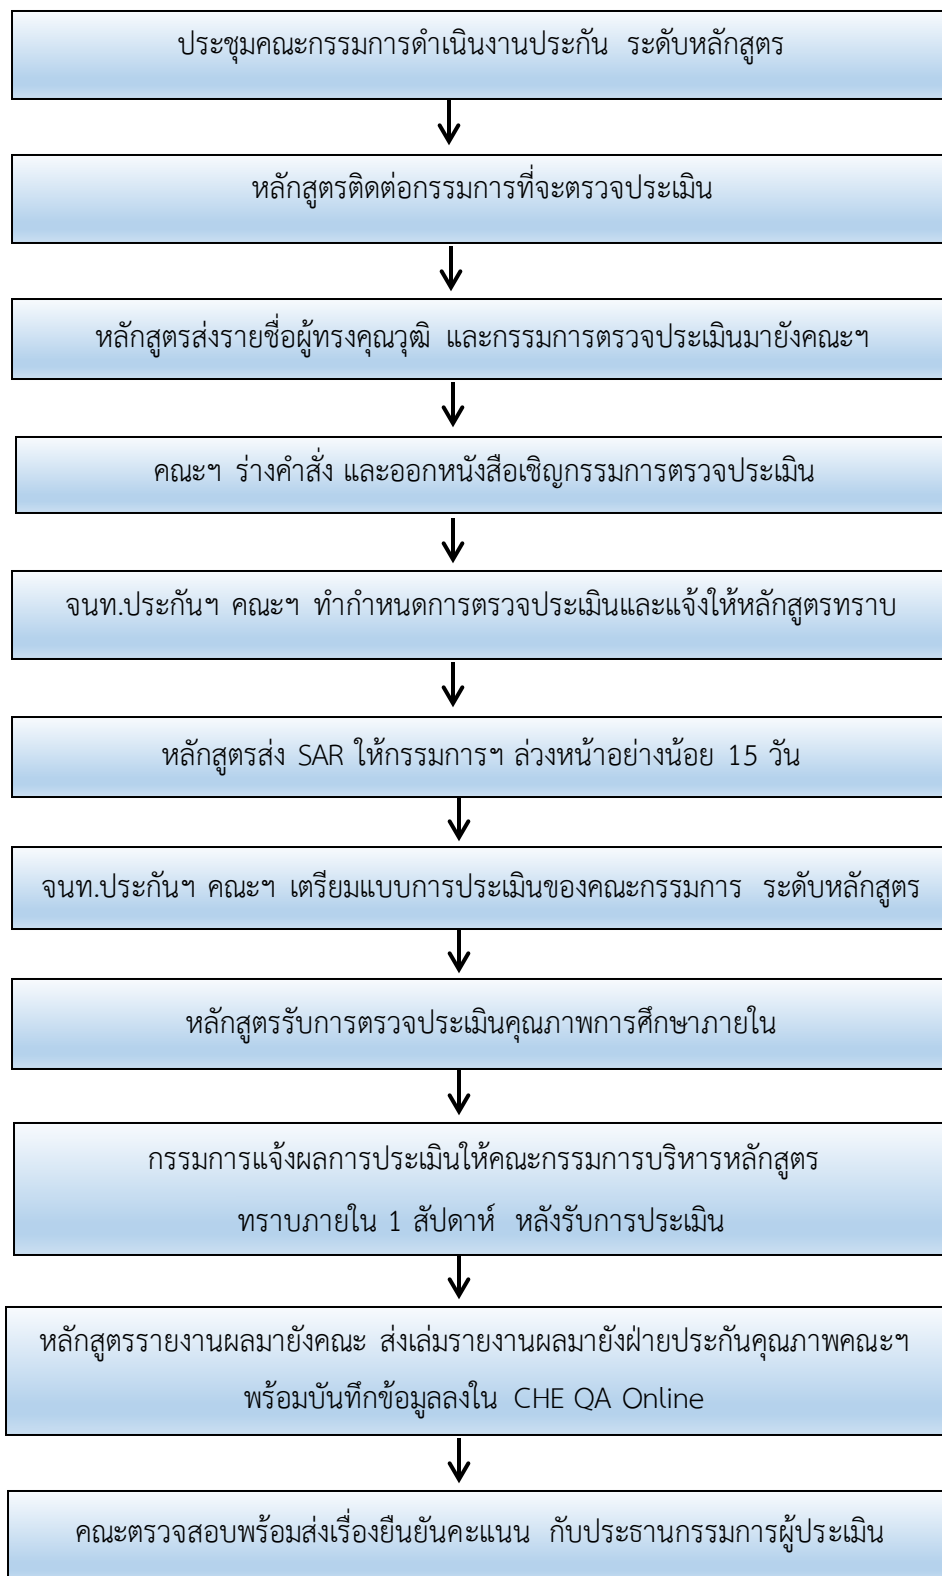 ประชุมคณะกรรมการดำเนินงานประกัน ระดับหลักสูตร
หลักสูตรติดต่อกรรมการที่จะตรวจประเมิน
หลักสูตรส่งรายชื่อผู้ทรงคุณวุฒิ และกรรมการตรวจประเมินมายังคณะฯ
คณะฯ ร่างคำสั่ง และออกหนังสือเชิญกรรมการตรวจประเมิน
จนท.ประกันฯ คณะฯ ทำกำหนดการตรวจประเมินและแจ้งให้หลักสูตรทราบ
หลักสูตรส่ง SAR ให้กรรมการฯ ล่วงหน้าอย่างน้อย 15 วัน
จนท.ประกันฯ คณะฯ เตรียมแบบการประเมินของคณะกรรมการ ระดับหลักสูตร
หลักสูตรรับการตรวจประเมินคุณภาพการศึกษาภายใน
กรรมการแจ้งผลการประเมินให้คณะกรรมการบริหารหลักสูตร
ทราบภายใน 1 สัปดาห์ หลังรับการประเมิน
หลักสูตรรายงานผลมายังคณะ ส่งเล่มรายงานผลมายังฝ่ายประกันคุณภาพคณะฯ
พร้อมบันทึกข้อมูลลงใน CHE QA Online
คณะตรวจสอบพร้อมส่งเรื่องยืนยันคะแนน กับประธานกรรมการผู้ประเมิน